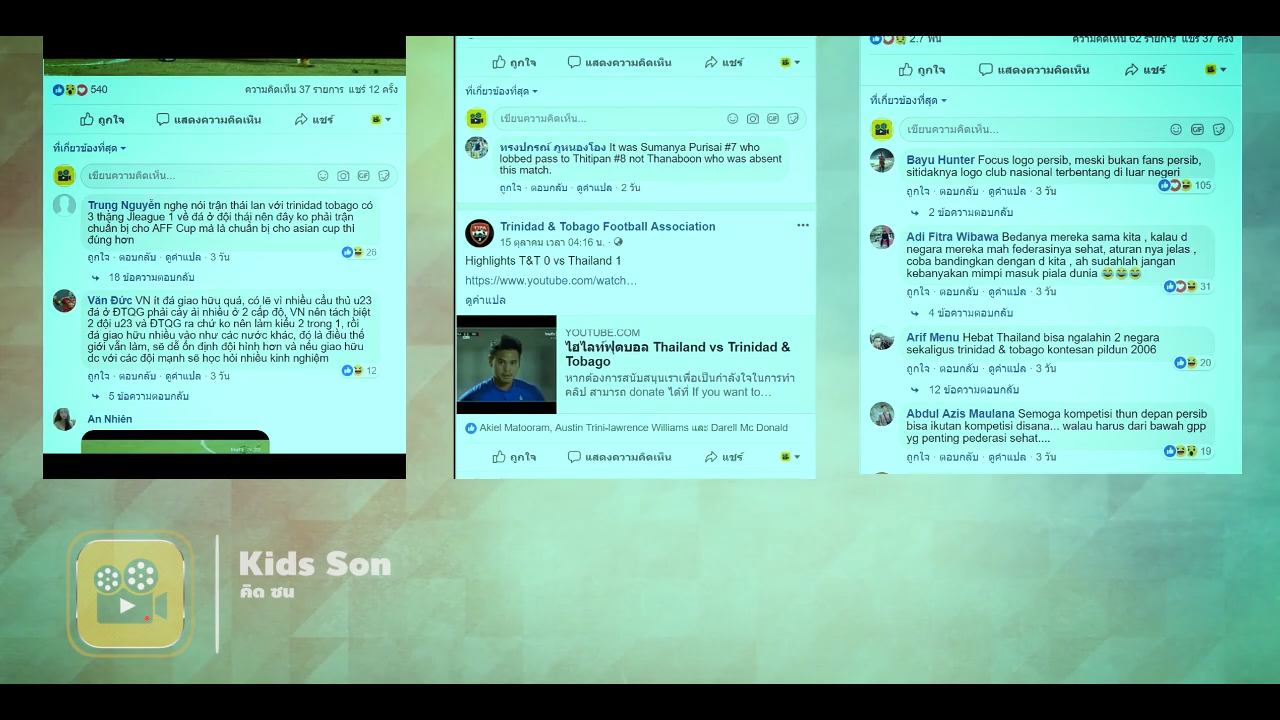 540
ความคิดเห็น 37 รายการ แชร์ 12 ครั้ง
ถูกใจ แสดงความคิดเห็น แชร์
ที่เกี่ยวข้องที่สุด
เขียนความคิดเห็น...
Trung Nguyễn nghe nói trận thái lan với trinidad tobago có
3 thằng Jleague 1 về đá ở đội thái nên đây ko phải trận
chuẩn bị cho AFF Cup mà là chuẩn bị cho asian cup thì
đúng hơn
26
ถูกใจ · ตอบกลับ · ดูคำแปล · 3 วัน
18 ข้อความตอบกลับ
Văn Đức VN ít đá giao hữu quá, có lẽ vì nhiều cầu thủ u23
đá ở ĐTQG phải cày ải nhiều ở 2 cấp độ, VN nên tách biệt
2 đội u23 và ĐTQG ra chứ ko nên làm kiểu 2 trong 1, rồi
đá giao hữu nhiều vào như các nước khác, đó là điều thế
giới vẫn làm, sẽ dễ ổn định đội hình hơn và nếu giao hữu
dc với các đội mạnh sẽ học hỏi nhiều kinh nghiệm
12
ถูกใจ · ตอบกลับ · ดูคำแปล · 3 วัน
5 ข้อความตอบกลับ
An Nhiên
ถูกใจ แสดงความคิดเห็น แชร์
ที่เกี่ยวข้องที่สุด
เขียนความคิดเห็น...
ทรงปกรณ์ ภูหนองโอง It was Sumanya Purisai #7 who
lobbed pass to Thitipan #8 not Thanaboon who was absent
this match.
ถูกใจ · ตอบกลับ · ดูคำแปล · 2 วัน
Trinidad & Tobago Football Association
15 ตุลาคม เวลา 04:16 น.
Highlights T&T 0 vs Thailand 1
https://www.youtube.com/watch…
ดูคำแปล
YOUTUBE.COM
ไฮไลท์ฟุตบอล Thailand vs Trinidad &
Tobago
หากต้องการสนับสนุนเราเพื่อเป็นกำลังใจในการทำ
คลิป สามารถ donate ได้ที่ If you want to…
Akiel Matooram, Austin Trini-lawrence Williams และ Darell Mc Donald
ถูกใจ แสดงความคิดเห็น แชร์
2.7 พัน
ความคิดเห็น 62 รายการ แชร์ 37 ครั้ง
ถูกใจ แสดงความคิดเห็น แชร์
ที่เกี่ยวข้องที่สุด
เขียนความคิดเห็น...
Bayu Hunter Focus logo persib, meski bukan fans persib,
sitidaknya logo club nasional terbentang di luar negeri
105
ถูกใจ · ตอบกลับ · ดูคำแปล · 3 วัน
2 ข้อความตอบกลับ
Adi Fitra Wibawa Bedanya mereka sama kita , kalau d
negara mereka mah federasinya sehat, aturan nya jelas ,
coba bandingkan dengan d kita , ah sudahlah jangan
kebanyakan mimpi masuk piala dunia 😂😂😂
31
ถูกใจ · ตอบกลับ · ดูคำแปล · 3 วัน
4 ข้อความตอบกลับ
Arif Menu Hebat Thailand bisa ngalahin 2 negara
sekaligus trinidad & tobago kontesan pildun 2006
20
ถูกใจ · ตอบกลับ · ดูคำแปล · 3 วัน
12 ข้อความตอบกลับ
Abdul Azis Maulana Semoga kompetisi thun depan persib
bisa ikutan kompetisi disana... walau harus dari bawah gpp
yg penting pederasi sehat....
19
ถูกใจ · ตอบกลับ · ดูคำแปล · 3 วัน
Kids Son
คิด ซน